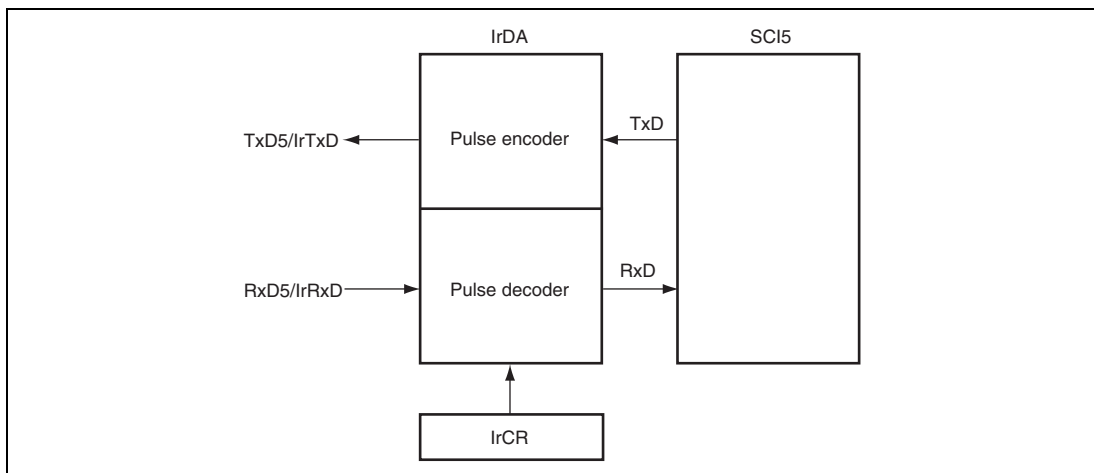 IrDA
SCI5
TxD5/IrTxD
Pulse encoder
TxD
RxD5/IrRxD
Pulse decoder
RxD
IrCR